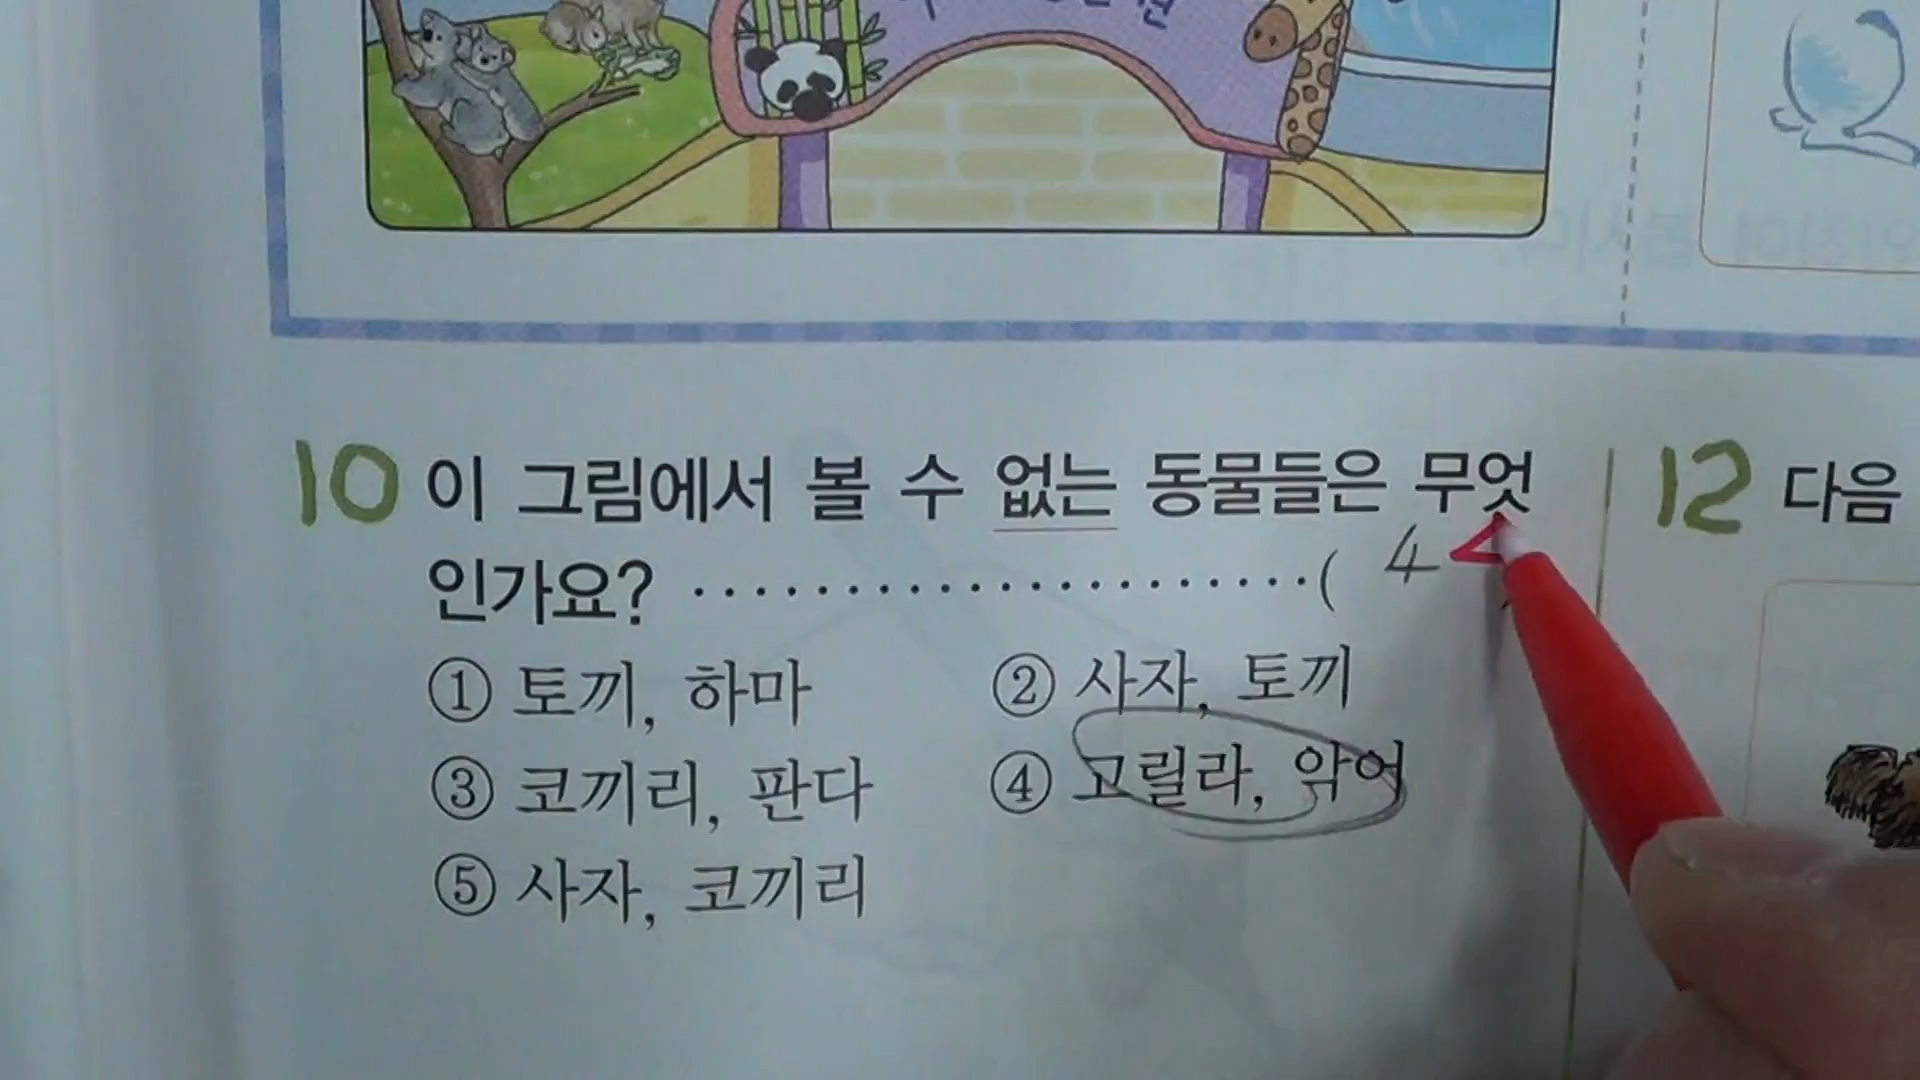 10 이 그림에서 볼 수 없는 동물들은 무엇
인가요? ····················( 4
① 토끼, 하마 ② 사자, 토끼
③ 코끼리, 판다 ④ 고릴라, 악어
⑤ 사자, 코끼리
12 다음